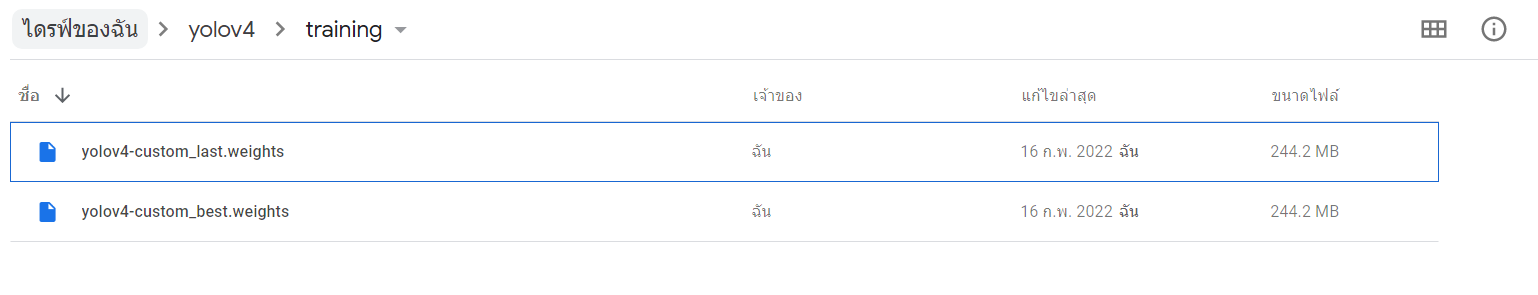 ไดรฟ์ของฉัน > yolov4 > training
ชื่อ เจ้าของ แก้ไขล่าสุด ขนาดไฟล์
yolov4-custom_last.weights ฉัน 16 ก.พ. 2022 ฉัน 244.2 MB
yolov4-custom_best.weights ฉัน 16 ก.พ. 2022 ฉัน 244.2 MB